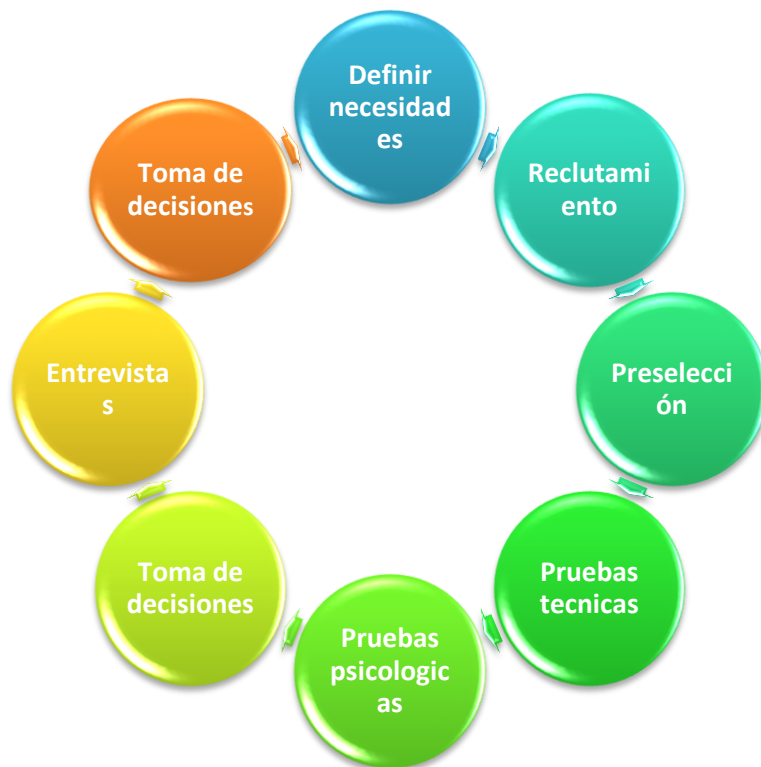 Definir
necesidad
es
Reclutami
ento
Preselecci
ón
Pruebas
tecnicas
Pruebas
psicologic
as
Toma de
decisiones
Entrevista
s
Toma de
decisiones